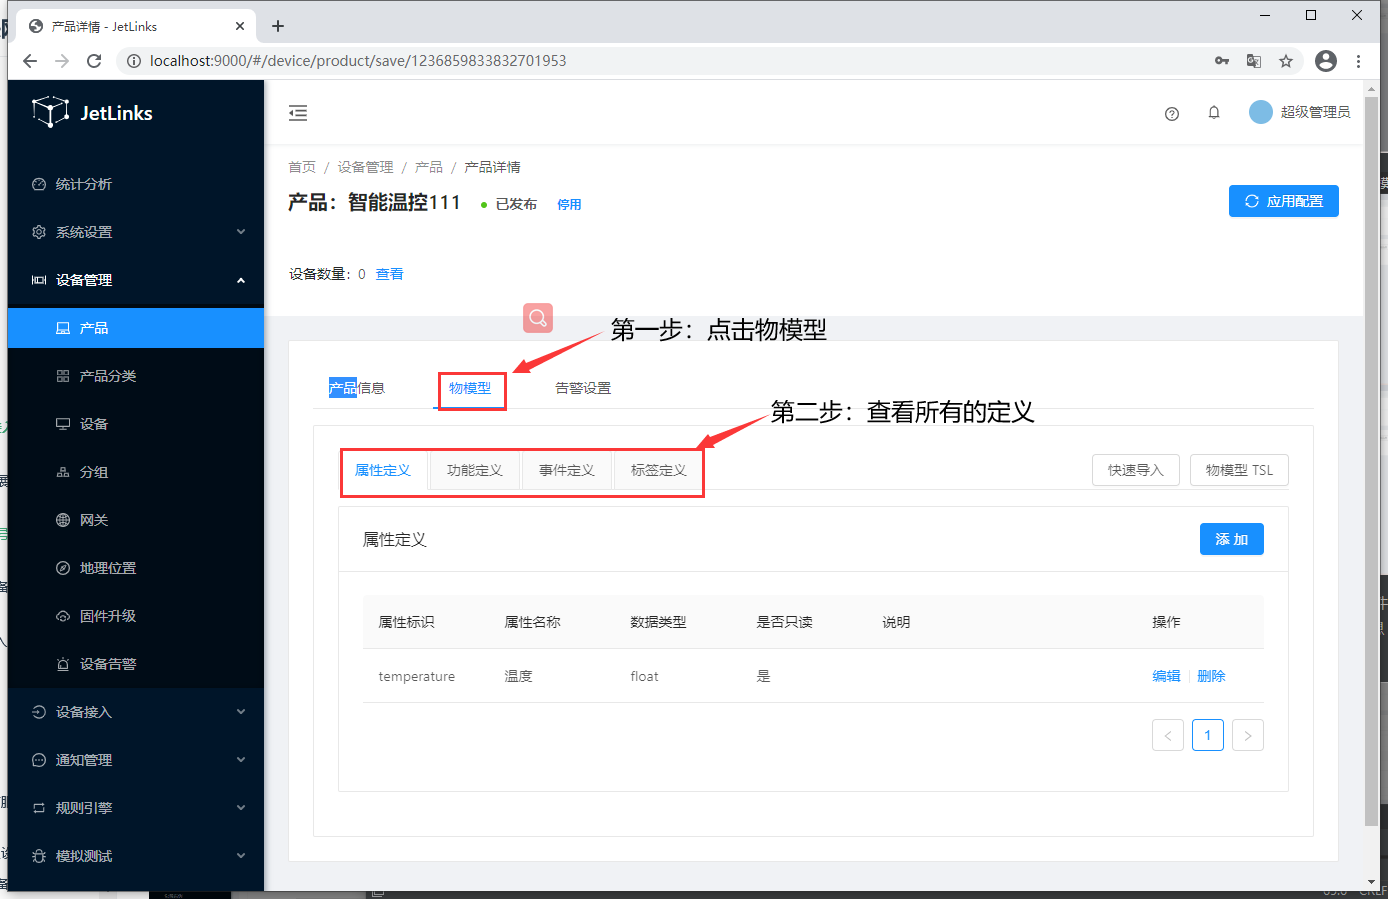 产品详情 - JetLinks
localhost:9000/#/device/product/save/1236859833832701953
JetLinks
超级管理员
统计分析
系统设置
设备管理
产品
产品分类
设备
分组
网关
地理位置
固件升级
设备告警
设备接入
通知管理
规则引擎
模拟测试
首页 / 设备管理 / 产品 / 产品详情
产品：智能温控111 已发布 停用
应用配置
设备数量：0 查看
第一步：点击物模型
产品信息 物模型 告警设置
第二步：查看所有的定义
属性定义 功能定义 事件定义 标签定义 快速导入 物模型 TSL
属性定义 添 加
属性标识 属性名称 数据类型 是否只读 说明 操作
temperature 温度 float 是 编辑 删除
< 1 >